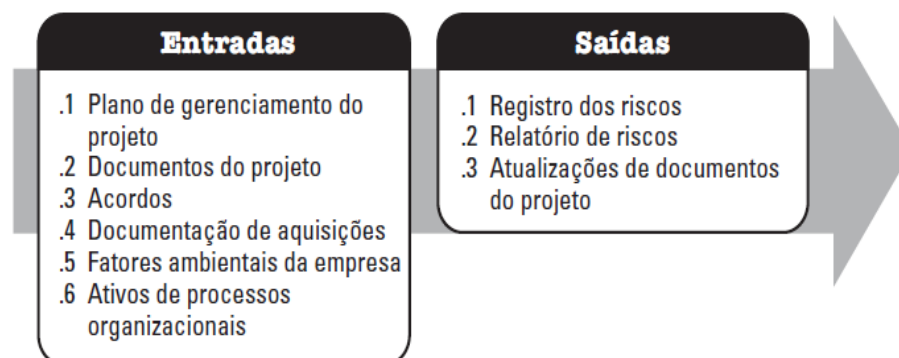 Entradas
.1 Plano de gerenciamento do
projeto
.2 Documentos do projeto
.3 Acordos
.4 Documentação de aquisições
.5 Fatores ambientais da empresa
.6 Ativos de processos
organizacionais
Saídas
.1 Registro dos riscos
.2 Relatório de riscos
.3 Atualizações de documentos
do projeto